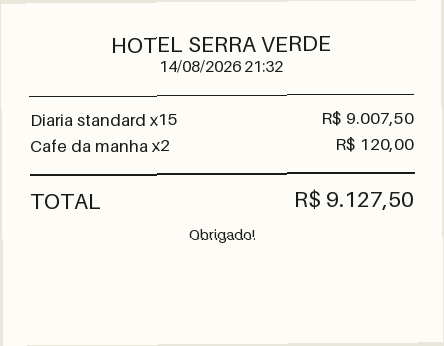 HOTEL SERRA VERDE
14/08/2026 21:32
Diaria standard x15 R$ 9.007,50
Cafe da manha x2 R$ 120,00
TOTAL R$ 9.127,50
Obrigado!